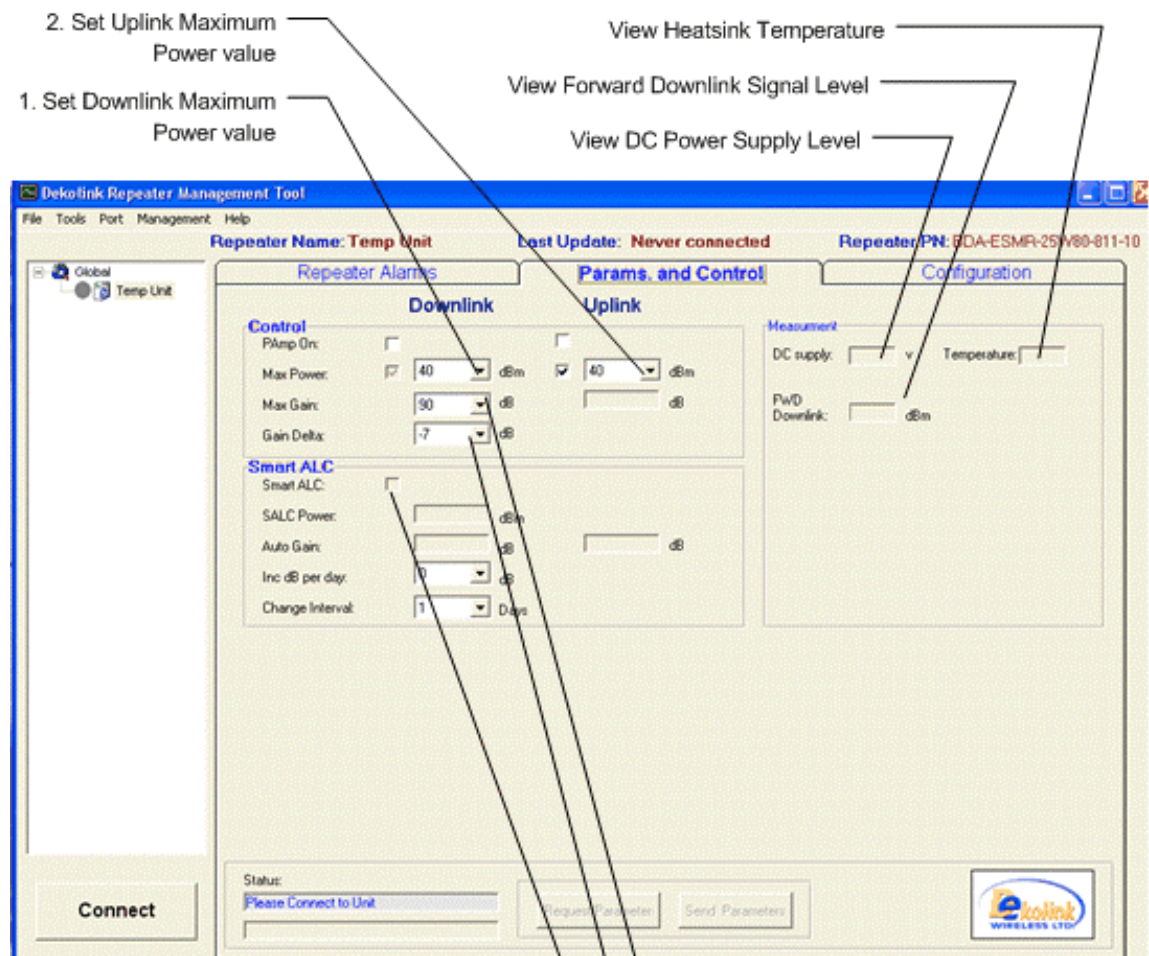 2. Set Uplink Maximum
Power value
View Heatsink Temperature
View Forward Downlink Signal Level
1. Set Downlink Maximum
Power value
View DC Power Supply Level
Dekolink Repeater Management Tool
File Tools Port Management Help
Repeater Name: Temp Unit Last Update: Never connected Repeater PN: BDA-ESMR-25W80-811-10
Global
Temp Unit
Repeater Alarms Params. and Control Configuration
Downlink Uplink
Control Measurment
PAmp On:
DC supply: v Temperature:
Max Power: 40 dBm 40 dBm
Max Gain: 90 dB dB
FWD
Downlink: dBm
Gain Delta: -7 dB
Smart ALC
Smart ALC:
SALC Power: dBm
Auto Gain: dB dB
Inc dB per day: 0 dB
Change Interval: 1 Days
Connect
Status:
Please Connect to Unit
Request Parameters Send Parameters
Dekolink
WIRELESS LTD